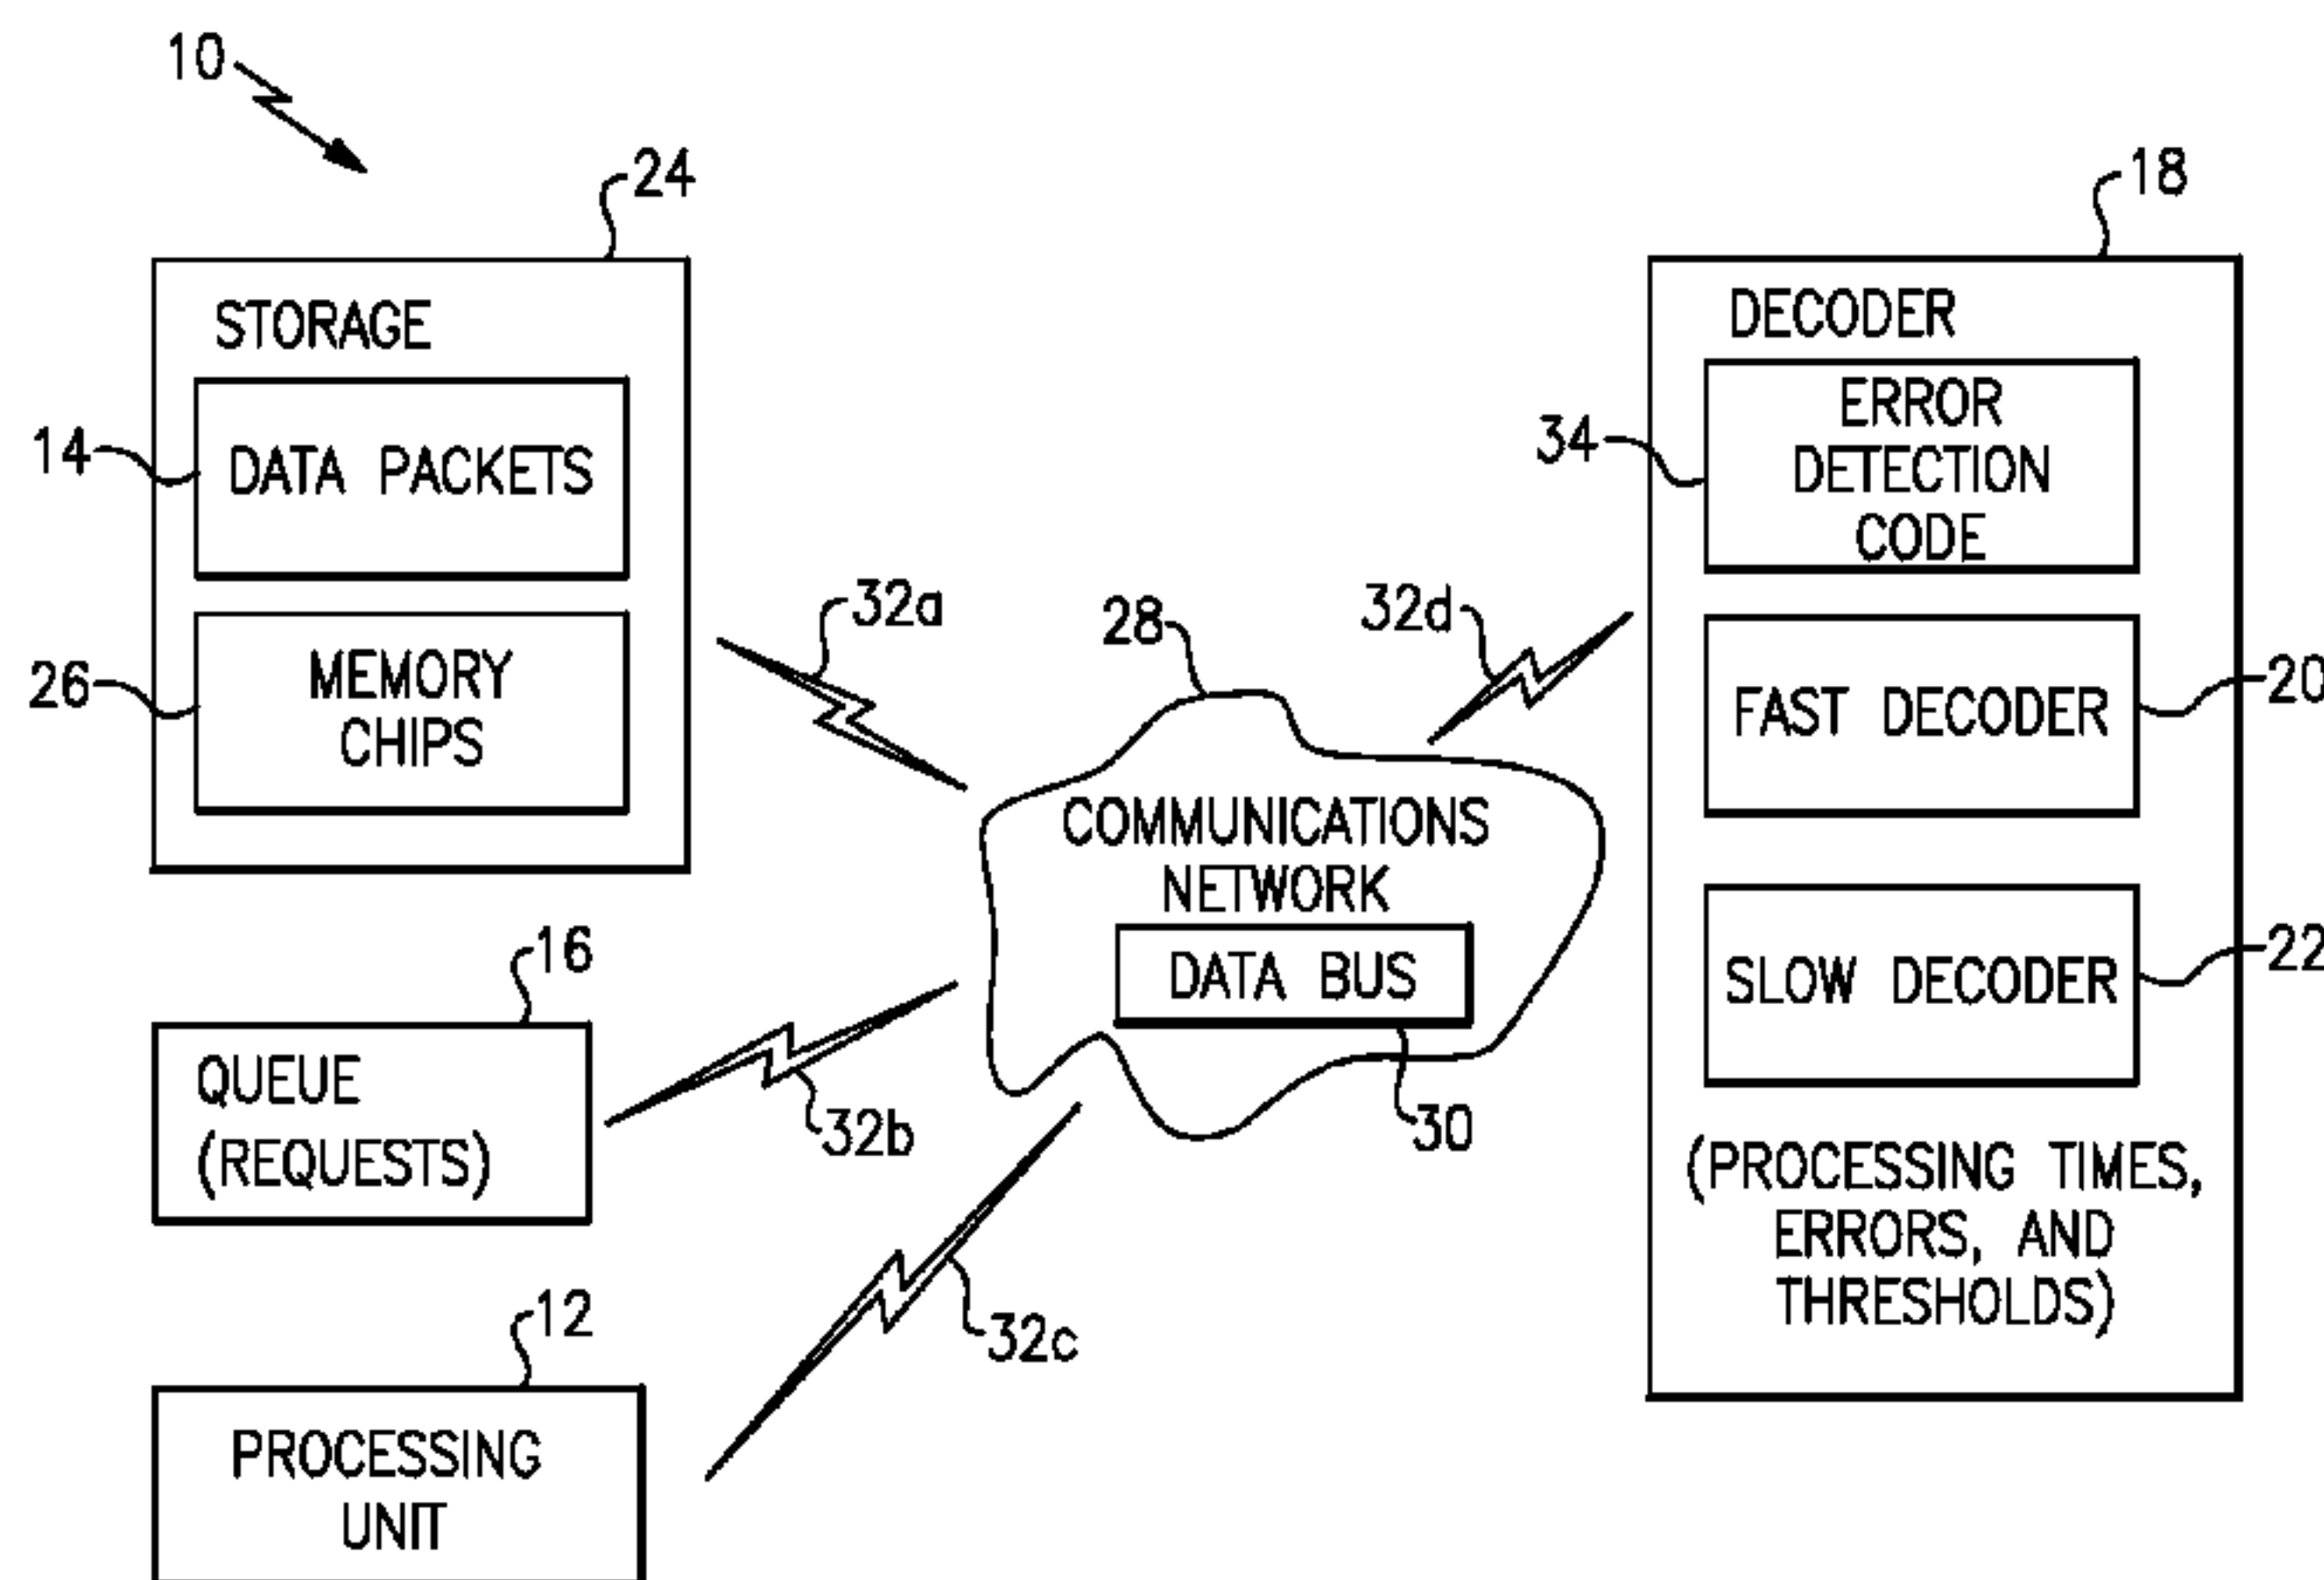 10
24
STORAGE
14
DATA PACKETS
26
MEMORY
CHIPS
16
QUEUE
(REQUESTS)
12
PROCESSING
UNIT
32a
32b
32c
28
COMMUNICATIONS
NETWORK
DATA BUS
30
32d
18
DECODER
34
ERROR
DETECTION
CODE
FAST DECODER
20
SLOW DECODER
22
(PROCESSING TIMES,
ERRORS, AND
THRESHOLDS)